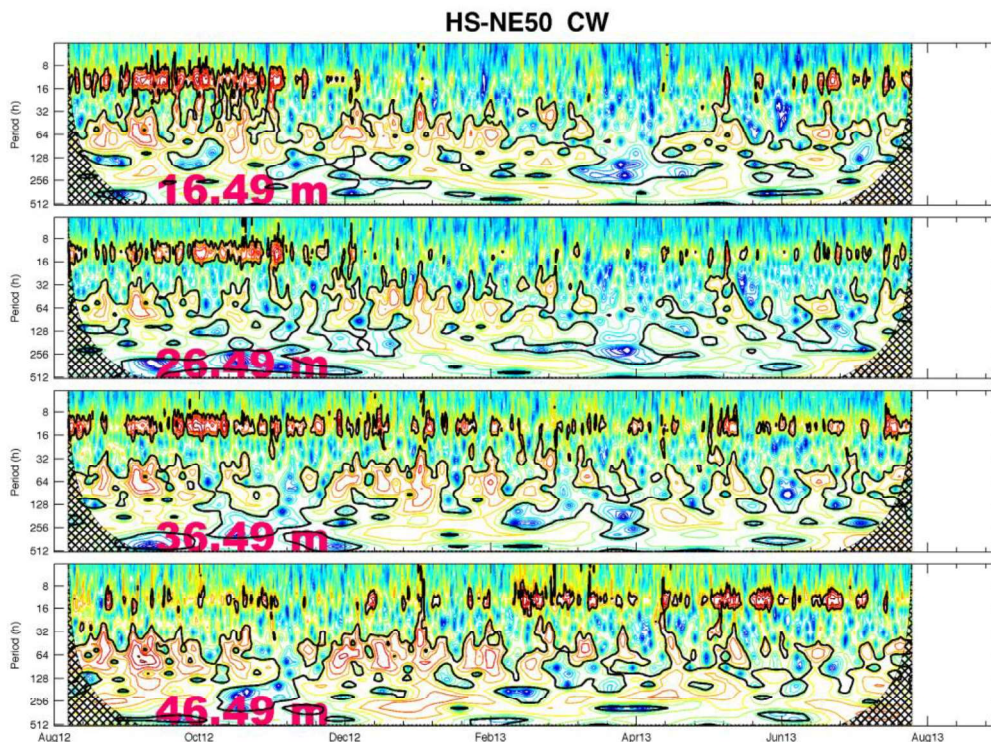 HS-NE50 CW
Period (h)
8
16
32
64
128
256
512
16.49 m
Period (h)
8
16
32
64
128
256
512
26.49 m
Period (h)
8
16
32
64
128
256
512
36.49 m
Period (h)
8
16
32
64
128
256
512
46.49 m
Aug12 Oct12 Dec12 Feb13 Apr13 Jun13 Aug13